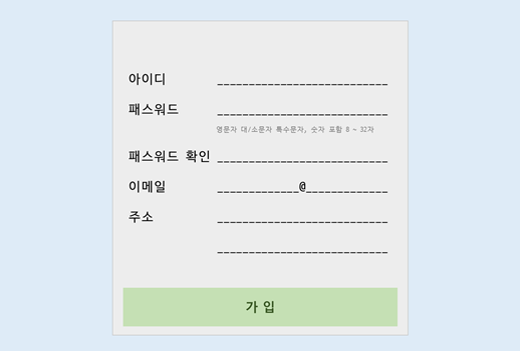 아이디 ___________________________
패스워드 ___________________________
영문자 대/소문자 특수문자, 숫자 포함 8 ~ 32자
패스워드 확인 ___________________________
이메일 _____________@_____________
주소 ___________________________
___________________________
가 입